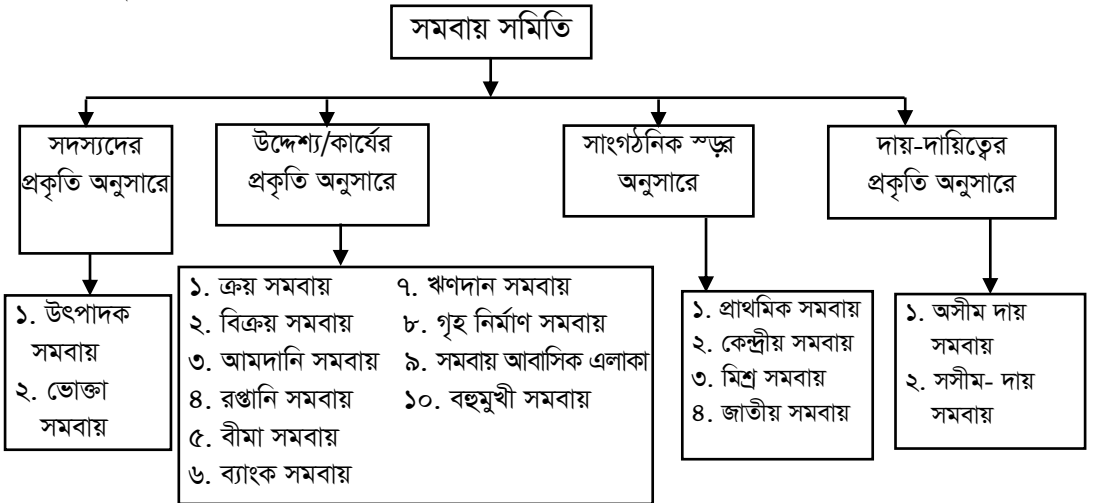 সমবায় সমিতি
সদস্যদের
প্রকৃতি অনুসারে
উদ্দেশ্য/কার্যের
প্রকৃতি অনুসারে
সাংগঠনিক স্ড়র
অনুসারে
দায়-দায়িত্বের
প্রকৃতি অনুসারে
১. উৎপাদক
সমবায়
২. ভোক্তা
সমবায়
১. ক্রয় সমবায়
২. বিক্রয় সমবায়
৩. আমদানি সমবায়
৪. রপ্তানি সমবায়
৫. বীমা সমবায়
৬. ব্যাংক সমবায়
৭. ঋণদান সমবায়
৮. গৃহ নির্মাণ সমবায়
৯. সমবায় আবাসিক এলাকা
১০. বহুমুখী সমবায়
১. প্রাথমিক সমবায়
২. কেন্দ্রীয় সমবায়
৩. মিশ্র সমবায়
৪. জাতীয় সমবায়
১. অসীম দায়
সমবায়
২. সসীম- দায়
সমবায়